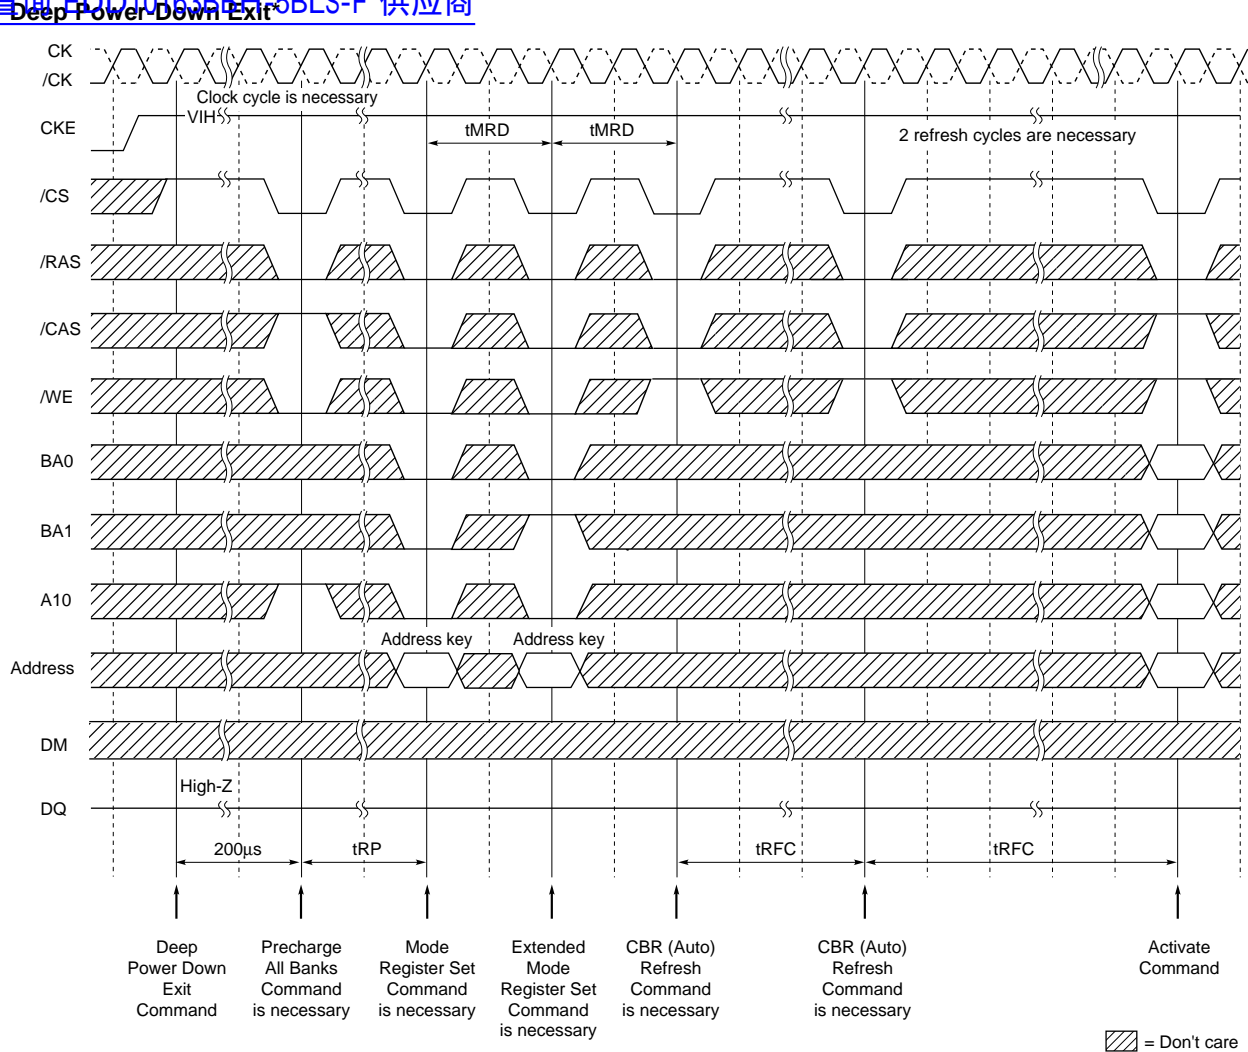 Deep Power Down Exit*
供应商
CK
/CK
Clock cycle is necessary
VIH
CKE
tMRD
tMRD
2 refresh cycles are necessary
/CS
/RAS
/CAS
/WE
BA0
BA1
A10
Address key
Address key
Address
DM
High-Z
DQ
200µs
tRP
tRFC
tRFC
Deep
Power Down
Exit
Command
Precharge
All Banks
Command
is necessary
Mode
Register Set
Command
is necessary
Extended
Mode
Register Set
Command
is necessary
CBR (Auto)
Refresh
Command
is necessary
CBR (Auto)
Refresh
Command
is necessary
Activate
Command
= Don't care